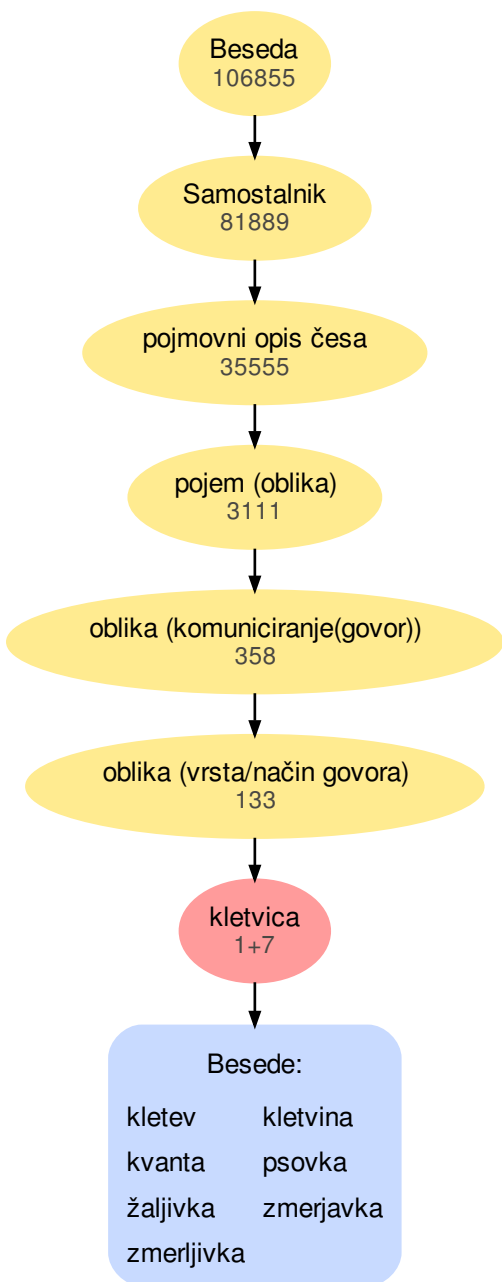 Beseda
106855
Samostalnik
81889
pojmovni opis česa
35555
pojem (oblika)
3111
oblika (komuniciranje(govor))
358
oblika (vrsta/način govora)
133
kletvica
1+7
Besede:
kletev kletvina
kvanta psovka
žaljivka zmerjavka
zmerljivka